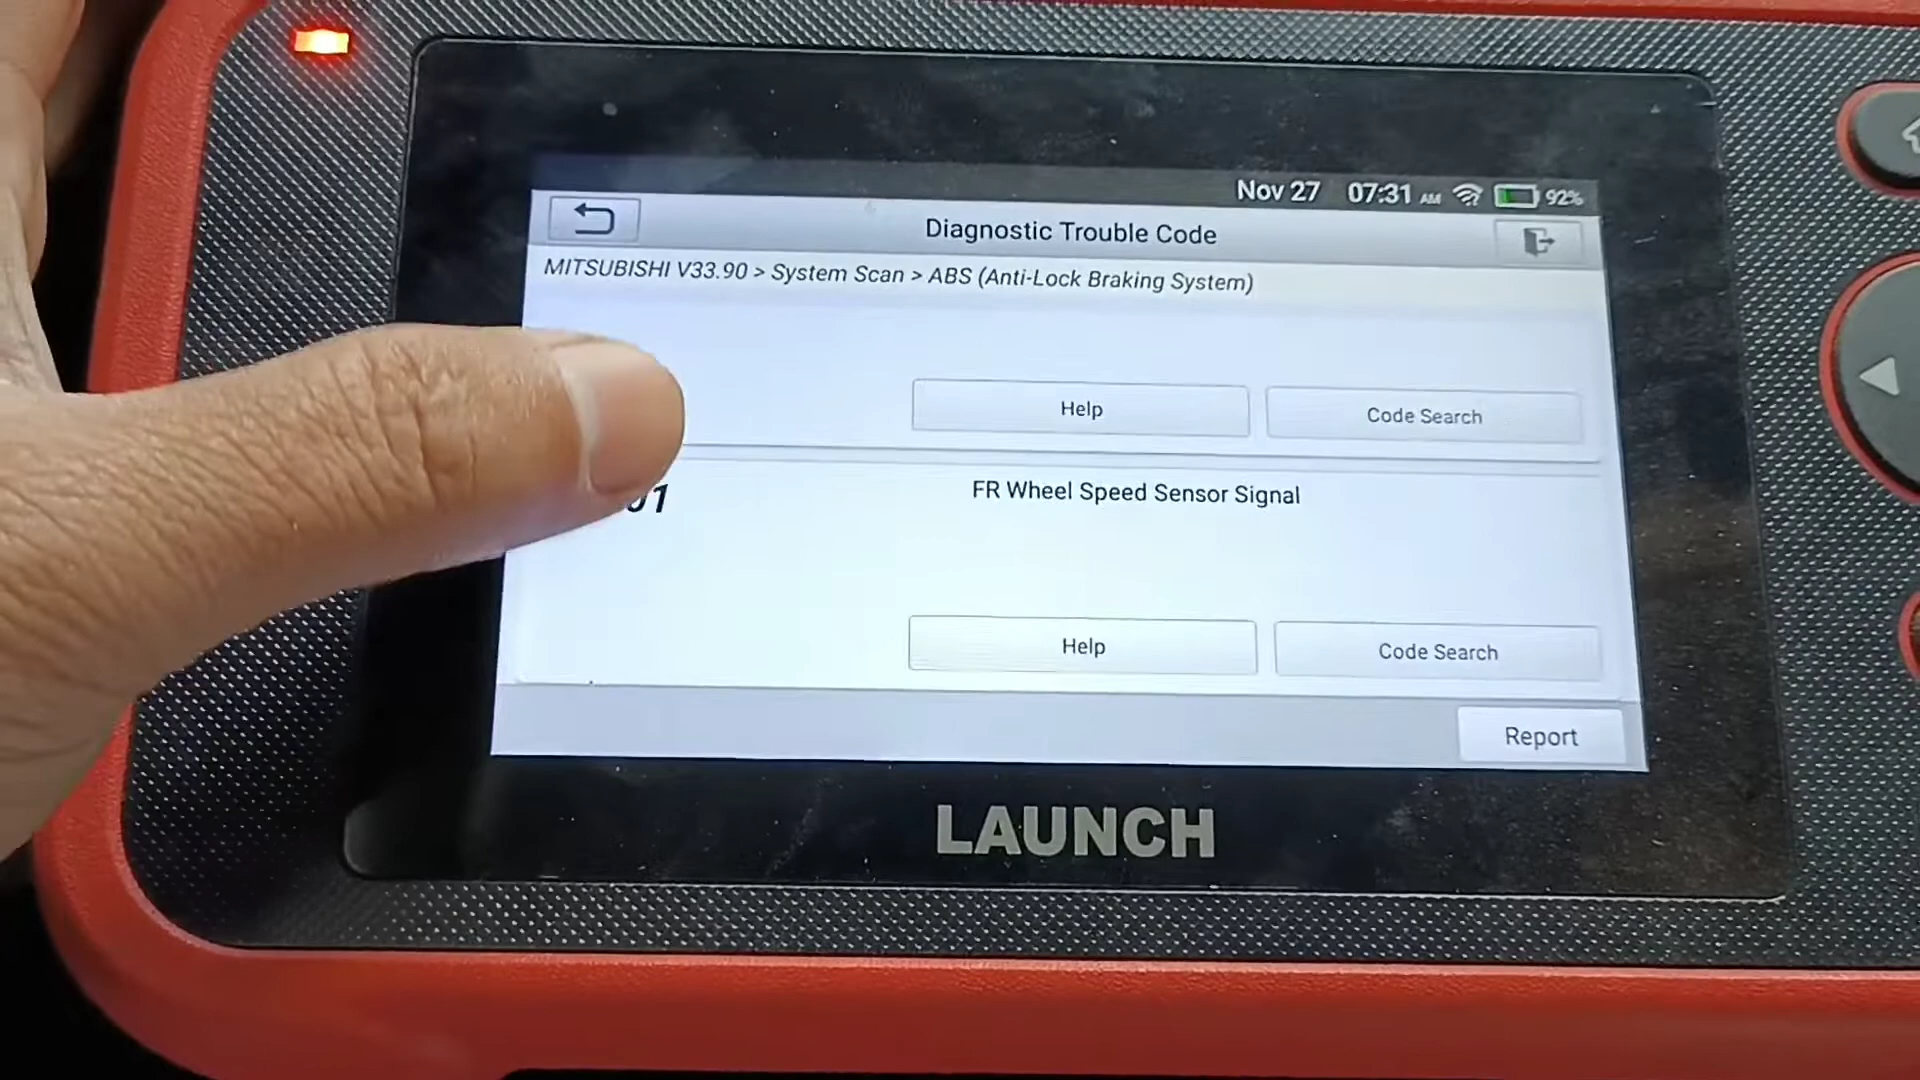 Nov 27 07:31 AM 92%
Diagnostic Trouble Code
MITSUBISHI V33.90 > System Scan > ABS (Anti-Lock Braking System)
Help Code Search
01 FR Wheel Speed Sensor Signal
Help Code Search
Report
LAUNCH